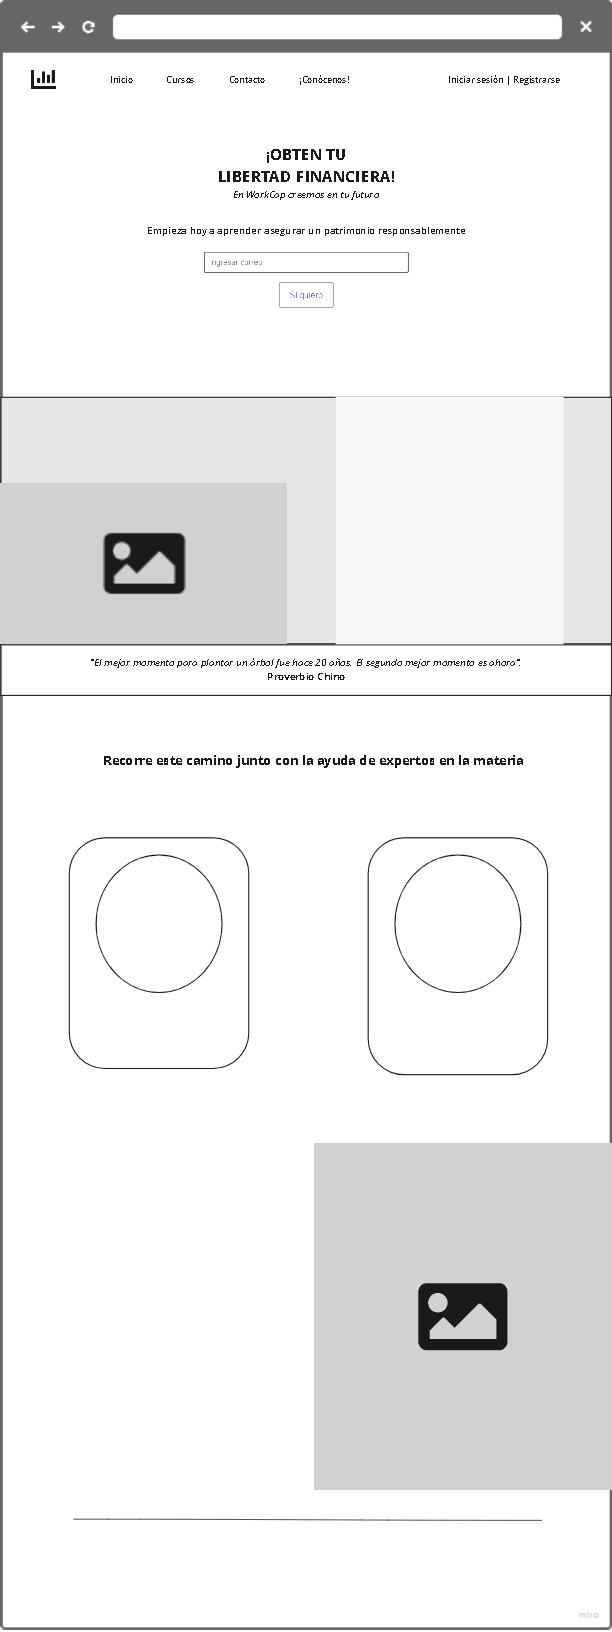 Inicio Cursos Contacto ¡Conócenos! Iniciar sesión | Registrarse
¡OBTEN TU
LIBERTAD FINANCIERA!
En WorkCop creemos en tu futuro
Empieza hoy a aprender asegurar un patrimonio responsablemente
Ingresar correo
Sí quiero
"El mejor momento para plantar un árbol fue hace 20 años. El segundo mejor momento es ahora".
Proverbio Chino
Recorre este camino junto con la ayuda de expertos en la materia
miro